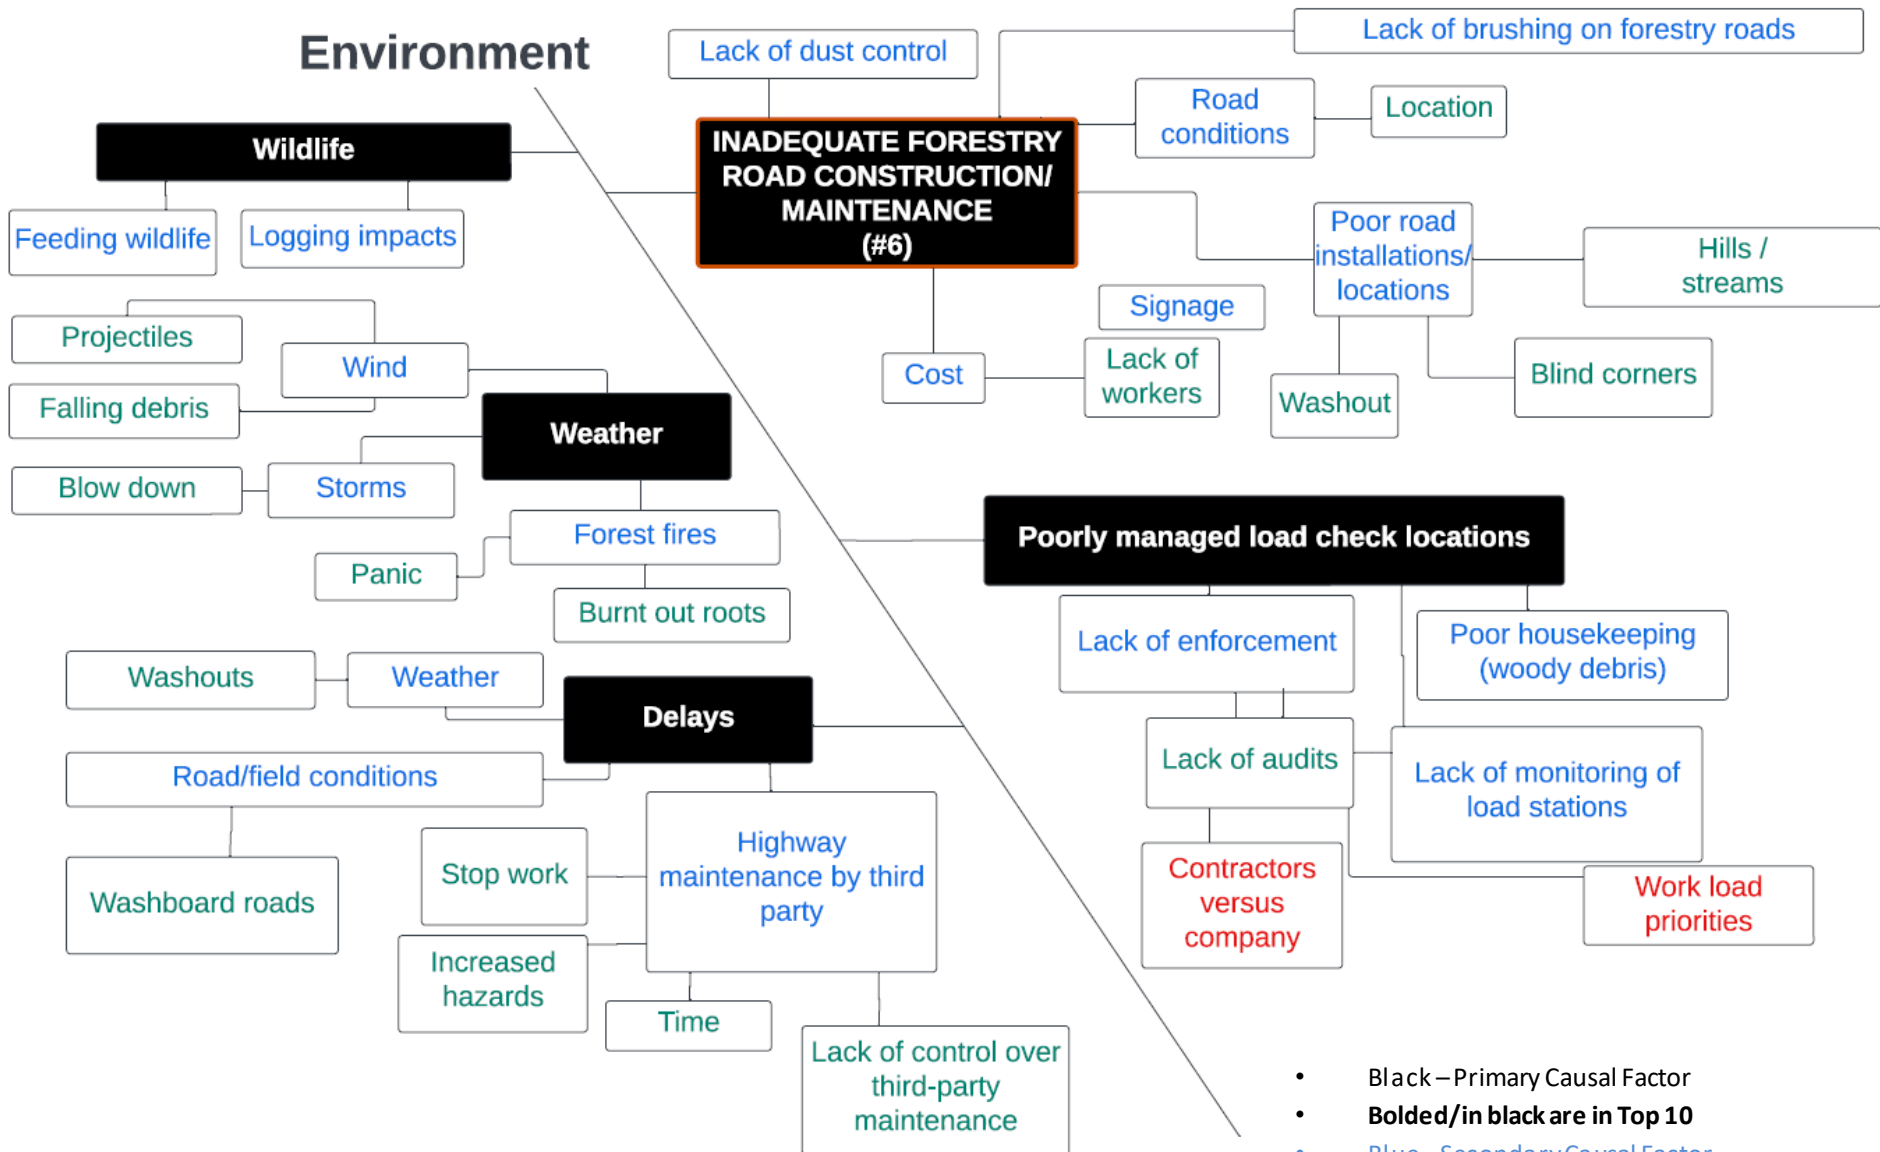 Environment
Lack of dust control
Lack of brushing on forestry roads
Road
conditions
Location
Wildlife
INADEQUATE FORESTRY
ROAD CONSTRUCTION/
MAINTENANCE
(#6)
Feeding wildlife
Logging impacts
Poor road
installations/
locations
Hills /
streams
Signage
Projectiles
Wind
Falling debris
Cost
Lack of
workers
Washout
Blind corners
Weather
Blow down
Storms
Forest fires
Panic
Burnt out roots
Poorly managed load check locations
Lack of enforcement
Poor housekeeping
(woody debris)
Washouts
Weather
Delays
Road/field conditions
Lack of audits
Lack of monitoring of
load stations
Highway
maintenance by third
party
Stop work
Washboard roads
Contractors
versus
company
Work load
priorities
Increased
hazards
Time
Lack of control over
third-party
maintenance
• Black – Primary Causal Factor
• Bolded/in black are in Top 10
• Blue - Secondary Causal Factor